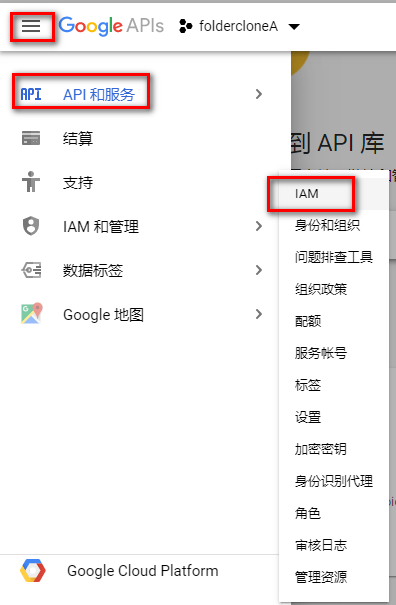 Google APIs foldercloneA
API API 和服务
结算
支持
IAM 和管理
数据标签
Google 地图
Google Cloud Platform
到 API 库
IAM
身份和组织
问题排查工具
组织政策
配额
服务帐号
标签
设置
加密密钥
身份识别代理
角色
审核日志
管理资源